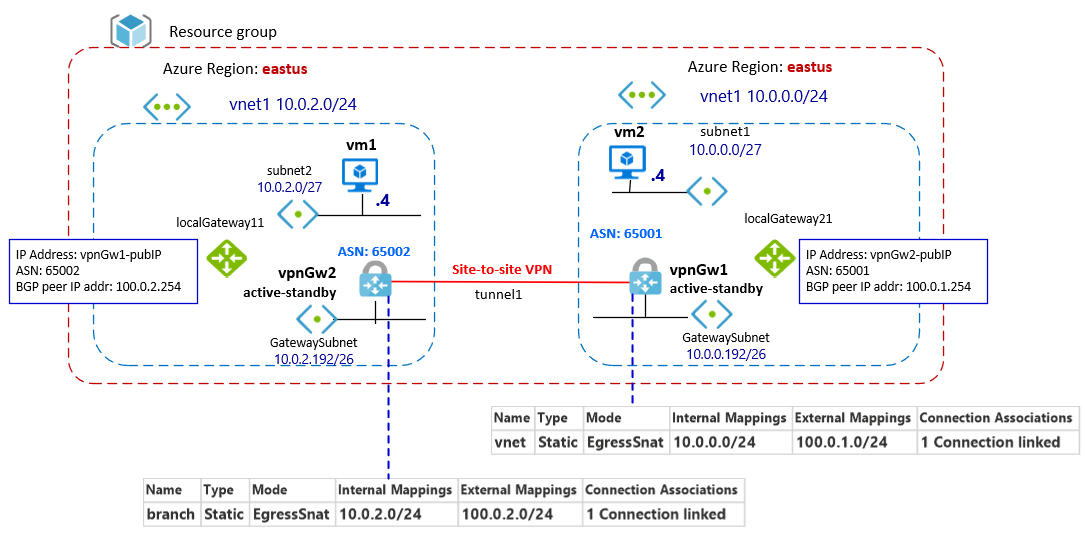 Resource group
Azure Region: eastus
vnet1 10.0.2.0/24
Azure Region: eastus
vnet1 10.0.0.0/24
vm1
subnet2
10.0.2.0/27
.4
localGateway11
IP Address: vpnGw1-pubIP
ASN: 65002
BGP peer IP addr: 100.0.2.254
ASN: 65002
vpnGw2
active-standby
GatewaySubnet
10.0.2.192/26
Site-to-site VPN
tunnel1
vm2
.4
subnet1
10.0.0.0/27
ASN: 65001
vpnGw1
active-standby
localGateway21
IP Address: vpnGw2-pubIP
ASN: 65001
BGP peer IP addr: 100.0.1.254
GatewaySubnet
10.0.0.192/26
Name Type Mode Internal Mappings External Mappings Connection Associations
vnet Static EgressSnat 10.0.0.0/24 100.0.1.0/24 1 Connection linked
Name Type Mode Internal Mappings External Mappings Connection Associations
branch Static EgressSnat 10.0.2.0/24 100.0.2.0/24 1 Connection linked